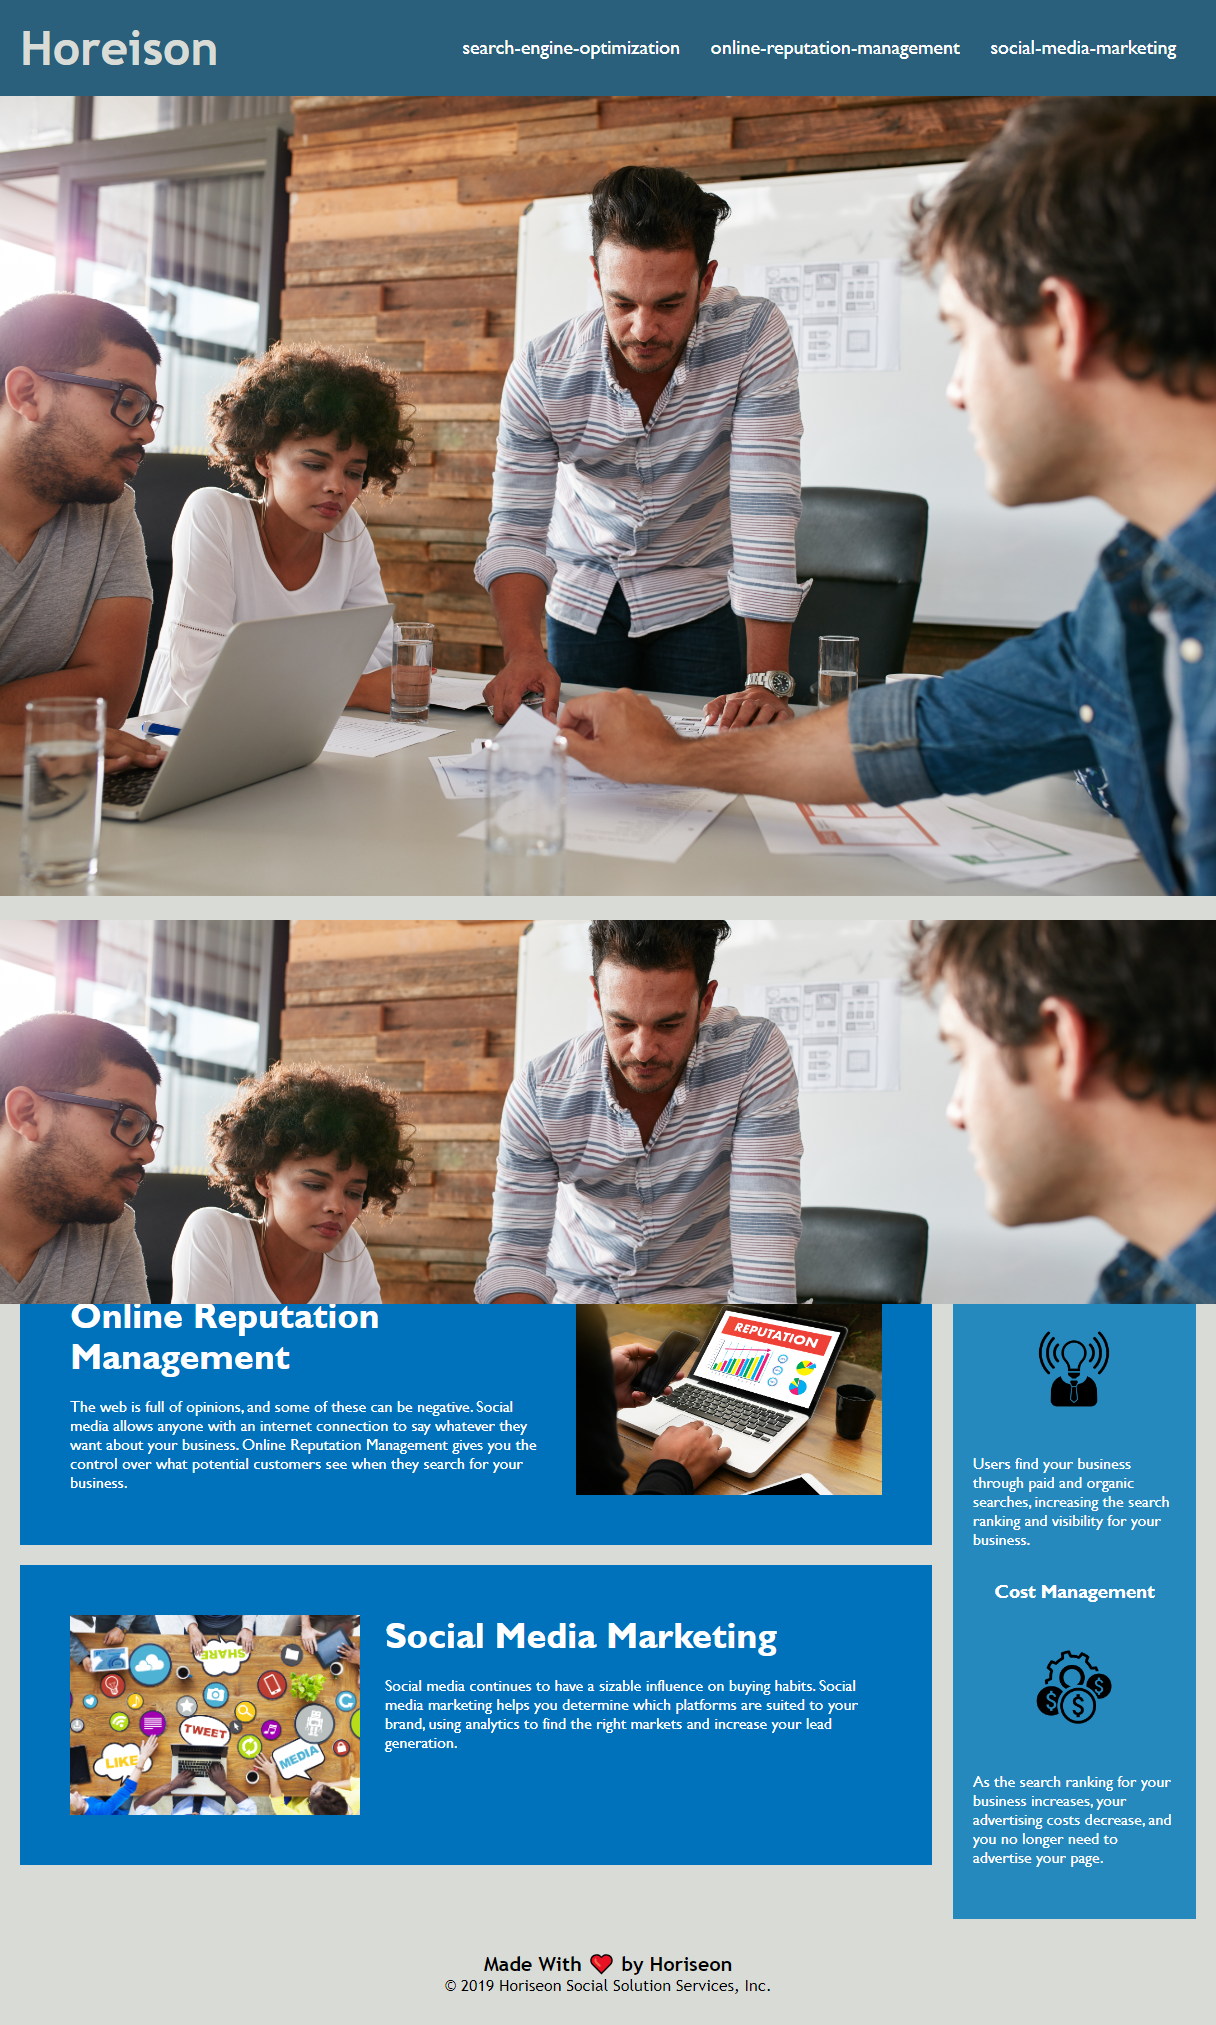 Horeison
search-engine-optimization online-reputation-management social-media-marketing
Online Reputation
Management
The web is full of opinions, and some of these can be negative. Social
media allows anyone with an internet connection to say whatever they
want about your business. Online Reputation Management gives you the
control over what potential customers see when they search for your
business.
REPUTATION
Social Media Marketing
Social media continues to have a sizable influence on buying habits. Social
media marketing helps you determine which platforms are suited to your
brand, using analytics to find the right markets and increase your lead
generation.
SHARE
TWEET
LIKE
MEDIA
Users find your business
through paid and organic
searches, increasing the search
ranking and visibility for your
business.
Cost Management
$ $ $
As the search ranking for your
business increases, your
advertising costs decrease, and
you no longer need to
advertise your page.
Made With ❤️ by Horiseon
© 2019 Horiseon Social Solution Services, Inc.